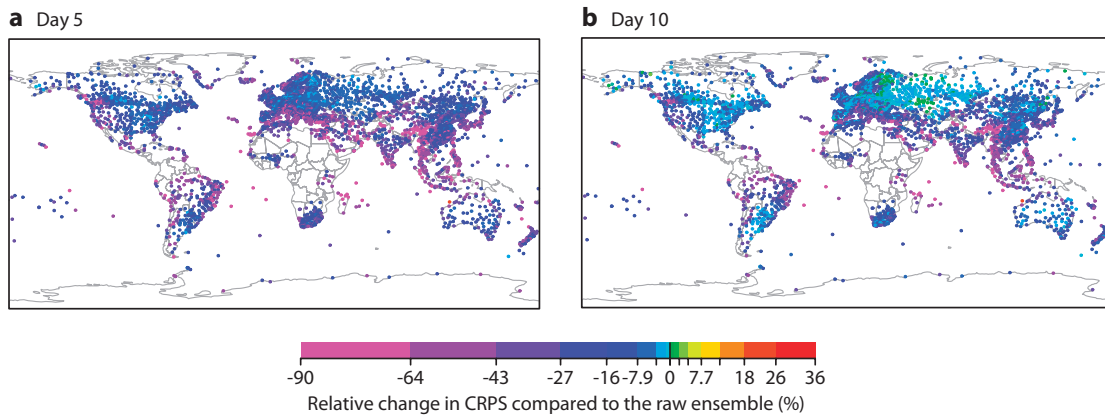 a Day 5
b Day 10
-90 -64 -43 -27 -16 -7.9 0 7.7 18 26 36
Relative change in CRPS compared to the raw ensemble (%)